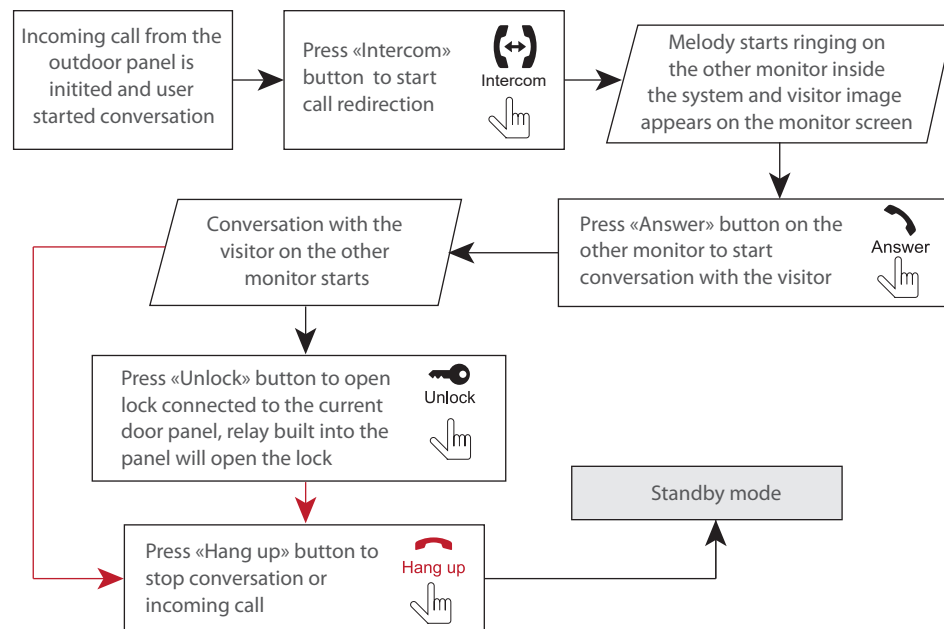 Incoming call from the
outdoor panel is
initited and user
started conversation
Press «Intercom»
button to start
call redirection
Intercom
Melody starts ringing on
the other monitor inside
the system and visitor image
appears on the monitor screen
Press «Answer» button on the
other monitor to start
conversation with the visitor
Answer
Conversation with the
visitor on the other
monitor starts
Press «Unlock» button to open
lock connected to the current
door panel, relay built into the
panel will open the lock
Unlock
Press «Hang up» button to
stop conversation or
incoming call
Hang up
Standby mode